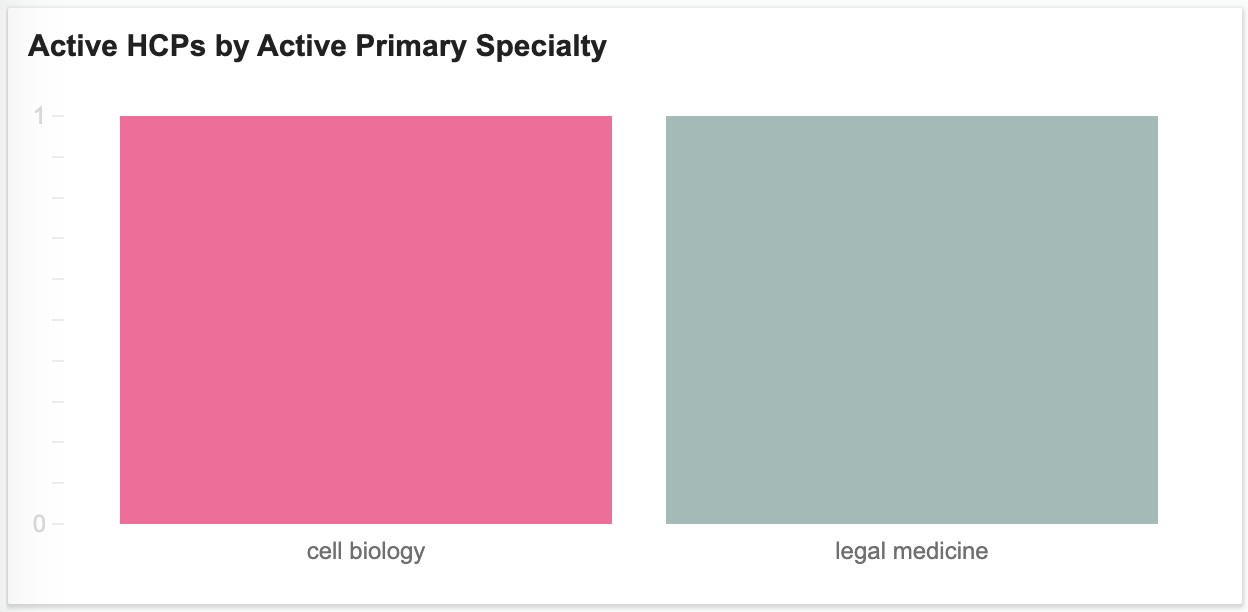 Active HCPs by Active Primary Specialty
1
0
cell biology
legal medicine